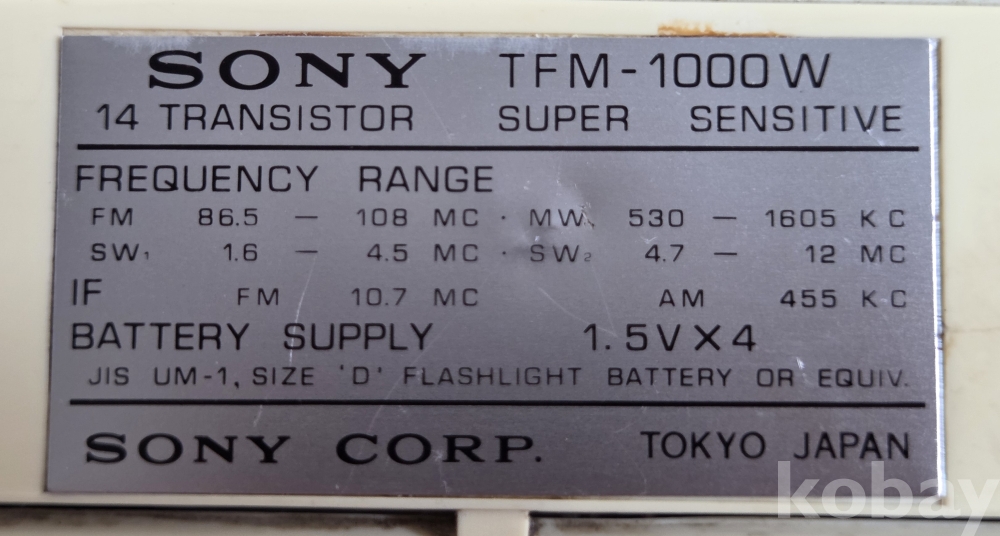 SONY TFM-1000W
14 TRANSISTOR SUPER SENSITIVE
FREQUENCY RANGE
FM 86.5 — 108 MC · MW 530 — 1605 KC
SW₁ 1.6 — 4.5 MC · SW₂ 4.7 — 12 MC
IF FM 10.7 MC AM 455 KC
BATTERY SUPPLY 1.5V X 4
JIS UM-1, SIZE 'D' FLASHLIGHT BATTERY OR EQUIV.
SONY CORP. TOKYO JAPAN
kobay